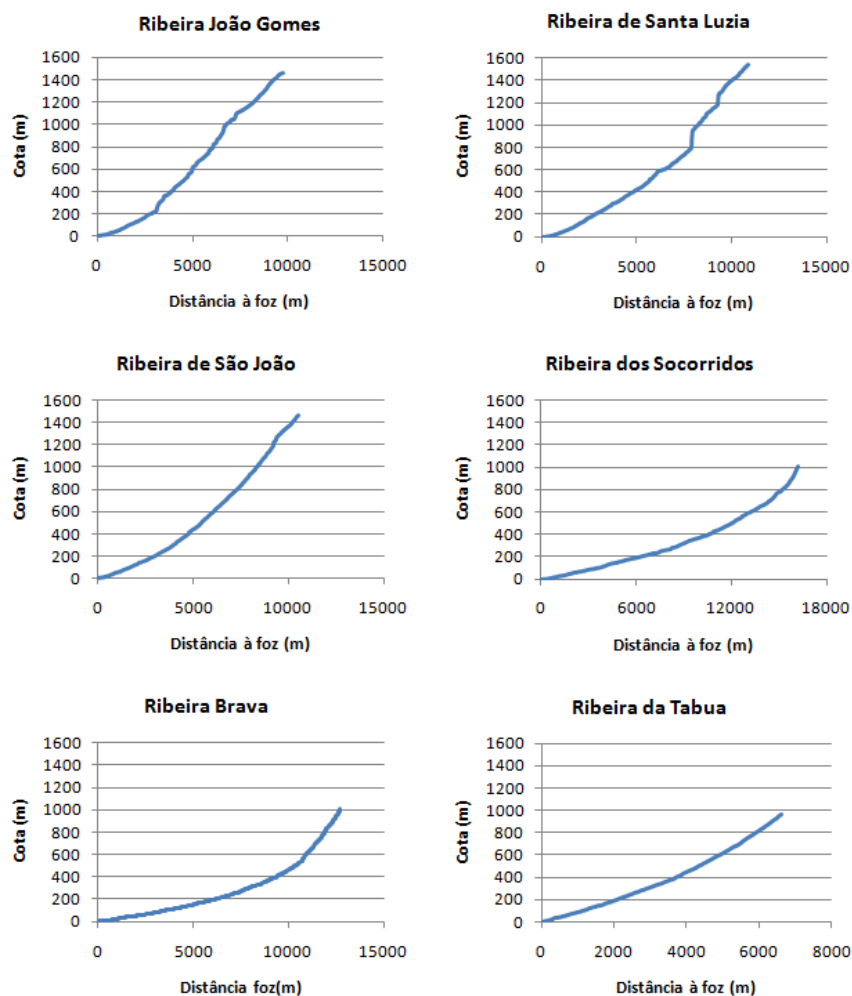 Ribeira João Gomes
1600
1400
1200
1000
800
600
400
200
0
Cota (m)
0 5000 10000 15000
Distância à foz (m)
Ribeira de Santa Luzia
1600
1400
1200
1000
800
600
400
200
0
Cota (m)
0 5000 10000 15000
Distância à foz (m)
Ribeira de São João
1600
1400
1200
1000
800
600
400
200
0
Cota (m)
0 5000 10000 15000
Distância à foz (m)
Ribeira dos Socorridos
1600
1400
1200
1000
800
600
400
200
0
Cota (m)
0 6000 12000 18000
Distância à foz (m)
Ribeira Brava
1600
1400
1200
1000
800
600
400
200
0
Cota (m)
0 5000 10000 15000
Distância foz(m)
Ribeira da Tabua
1600
1400
1200
1000
800
600
400
200
0
Cota (m)
0 2000 4000 6000 8000
Distância à foz (m)